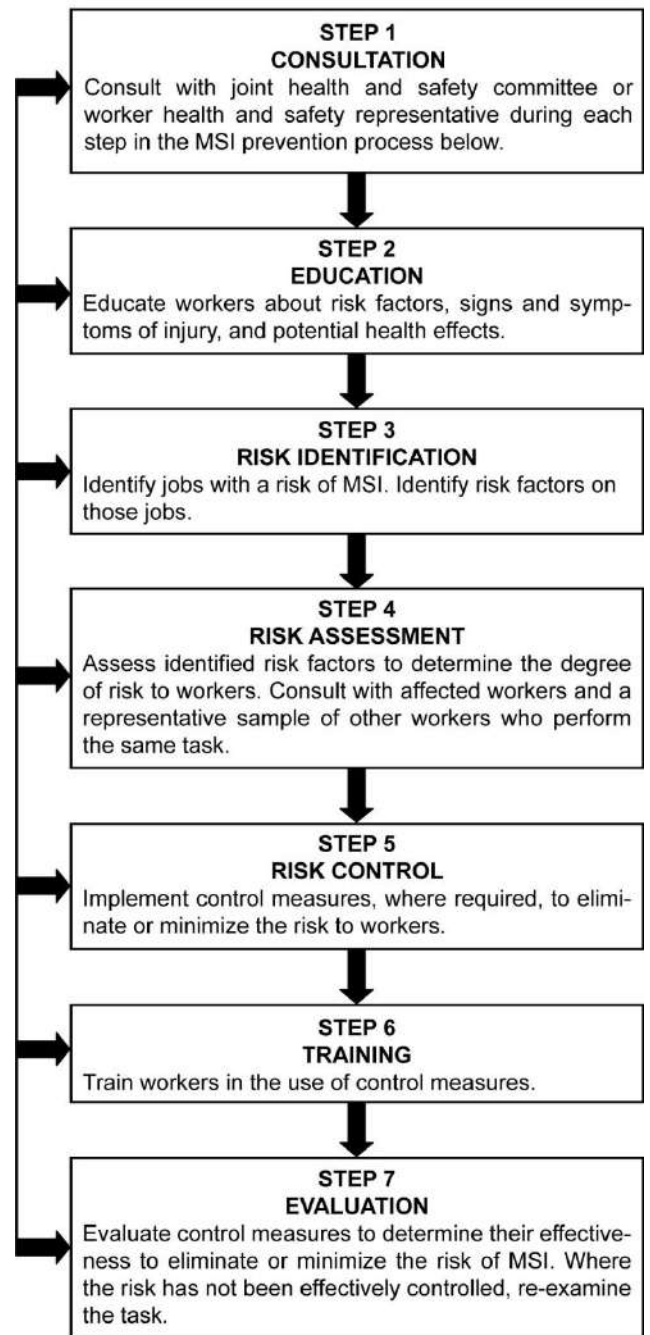 STEP 1
CONSULTATION
Consult with joint health and safety committee or
worker health and safety representative during each
step in the MSI prevention process below.
STEP 2
EDUCATION
Educate workers about risk factors, signs and symp-
toms of injury, and potential health effects.
STEP 3
RISK IDENTIFICATION
Identify jobs with a risk of MSI. Identify risk factors on
those jobs.
STEP 4
RISK ASSESSMENT
Assess identified risk factors to determine the degree
of risk to workers. Consult with affected workers and a
representative sample of other workers who perform
the same task.
STEP 5
RISK CONTROL
Implement control measures, where required, to elimi-
nate or minimize the risk to workers.
STEP 6
TRAINING
Train workers in the use of control measures.
STEP 7
EVALUATION
Evaluate control measures to determine their effective-
ness to eliminate or minimize the risk of MSI. Where
the risk has not been effectively controlled, re-examine
the task.